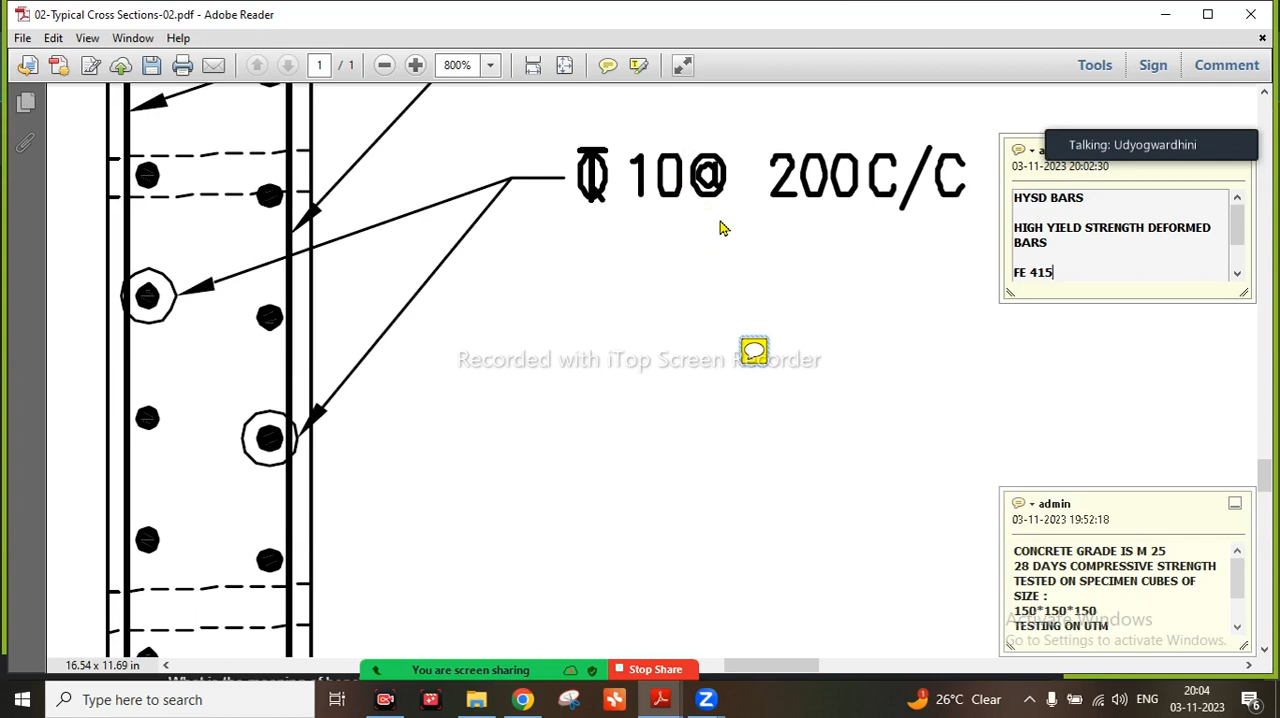 02-Typical Cross Sections-02.pdf - Adobe Reader
File Edit View Window Help
1 / 1 800% Tools Sign Comment
Talking: Udyogwardhini
03-11-2023 20:02:30
HYSD BARS
HIGH YIELD STRENGTH DEFORMED
BARS
FE 415
10@ 200C/C
Recorded with iTop Screen Recorder
admin
03-11-2023 19:52:18
CONCRETE GRADE IS M 25
28 DAYS COMPRESSIVE STRENGTH
TESTED ON SPECIMEN CUBES OF
SIZE :
150*150*150
TESTING ON UTM
Activate Windows
Go to Settings to activate Windows.
16.54 x 11.69 in
You are screen sharing Stop Share
Type here to search
26°C Clear
ENG
20:04
03-11-2023
6